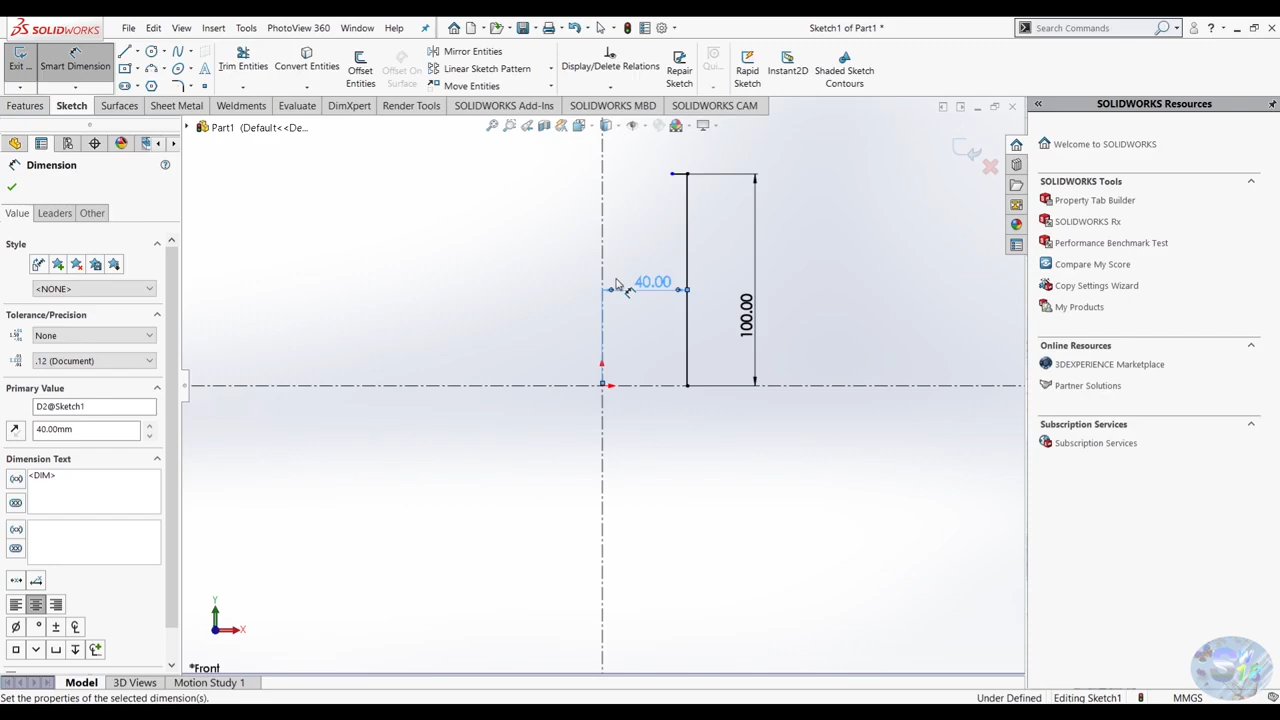 SOLIDWORKS File Edit View Insert Tools PhotoView 360 Window Help Sketch1 of Part1 * Search Commands ?
Exit ... Smart Dimension Trim Entities Convert Entities Offset Entities Offset On Surface Mirror Entities Linear Sketch Pattern Move Entities Display/Delete Relations Repair Sketch Qui... Rapid Sketch Instant2D Shaded Sketch Contours
Features Sketch Surfaces Sheet Metal Weldments Evaluate DimXpert Render Tools SOLIDWORKS Add-Ins SOLIDWORKS MBD SOLIDWORKS CAM
SOLIDWORKS Resources
Part1 (Default<<De...
Dimension
Value Leaders Other
Style
<NONE>
Tolerance/Precision
None
.12 (Document)
Primary Value
D2@Sketch1
40.00mm
Dimension Text
<DIM>
40.00
100.00
Y
X
*Front
Welcome to SOLIDWORKS
SOLIDWORKS Tools
Property Tab Builder
SOLIDWORKS Rx
Performance Benchmark Test
Compare My Score
Copy Settings Wizard
My Products
Online Resources
3DEXPERIENCE Marketplace
Partner Solutions
Subscription Services
Subscription Services
Model 3D Views Motion Study 1
Set the properties of the selected dimension(s). Under Defined Editing Sketch1 MMGS